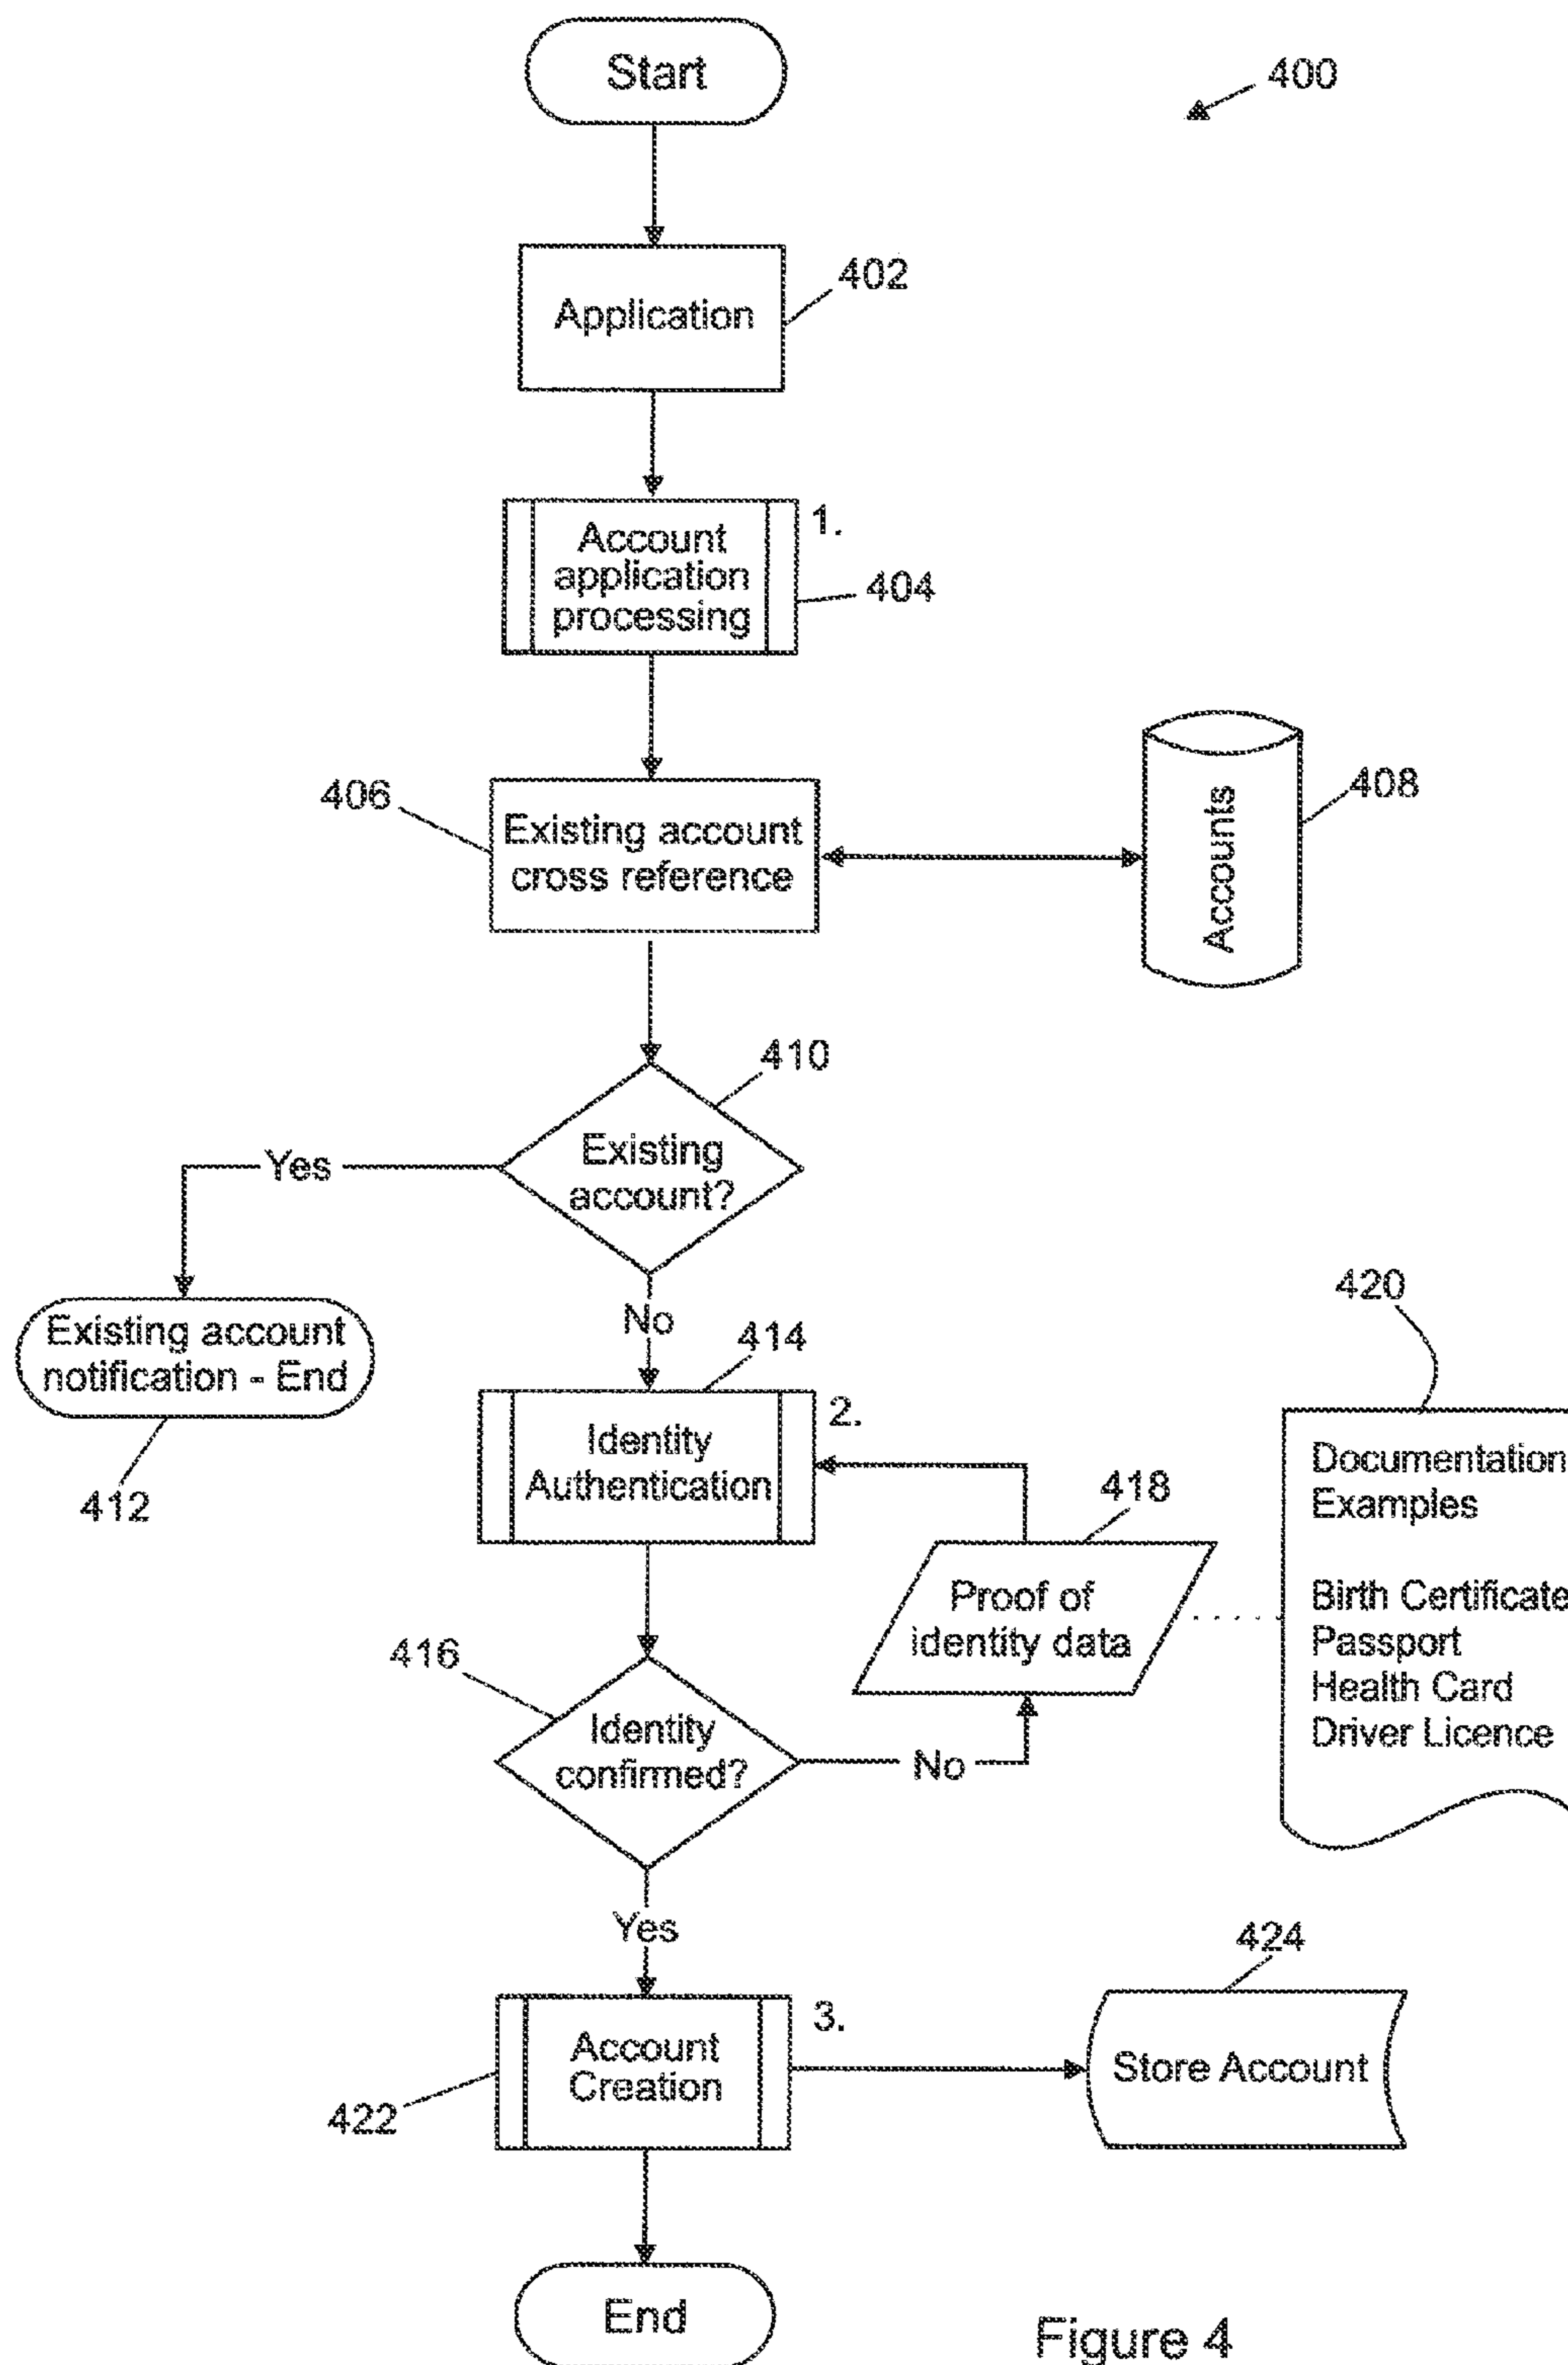 Start
400
Application
402
Account
application
processing
1.
404
406
Existing account
cross reference
Accounts
408
410
Existing
account?
Yes
No
Existing account
notification - End
412
414
Identity
Authentication
2.
418
Proof of
identity data
420
Documentation
Examples
Birth Certificate
Passport
Health Card
Driver Licence
416
Identity
confirmed?
No
Yes
Account
Creation
3.
422
424
Store Account
End
Figure 4